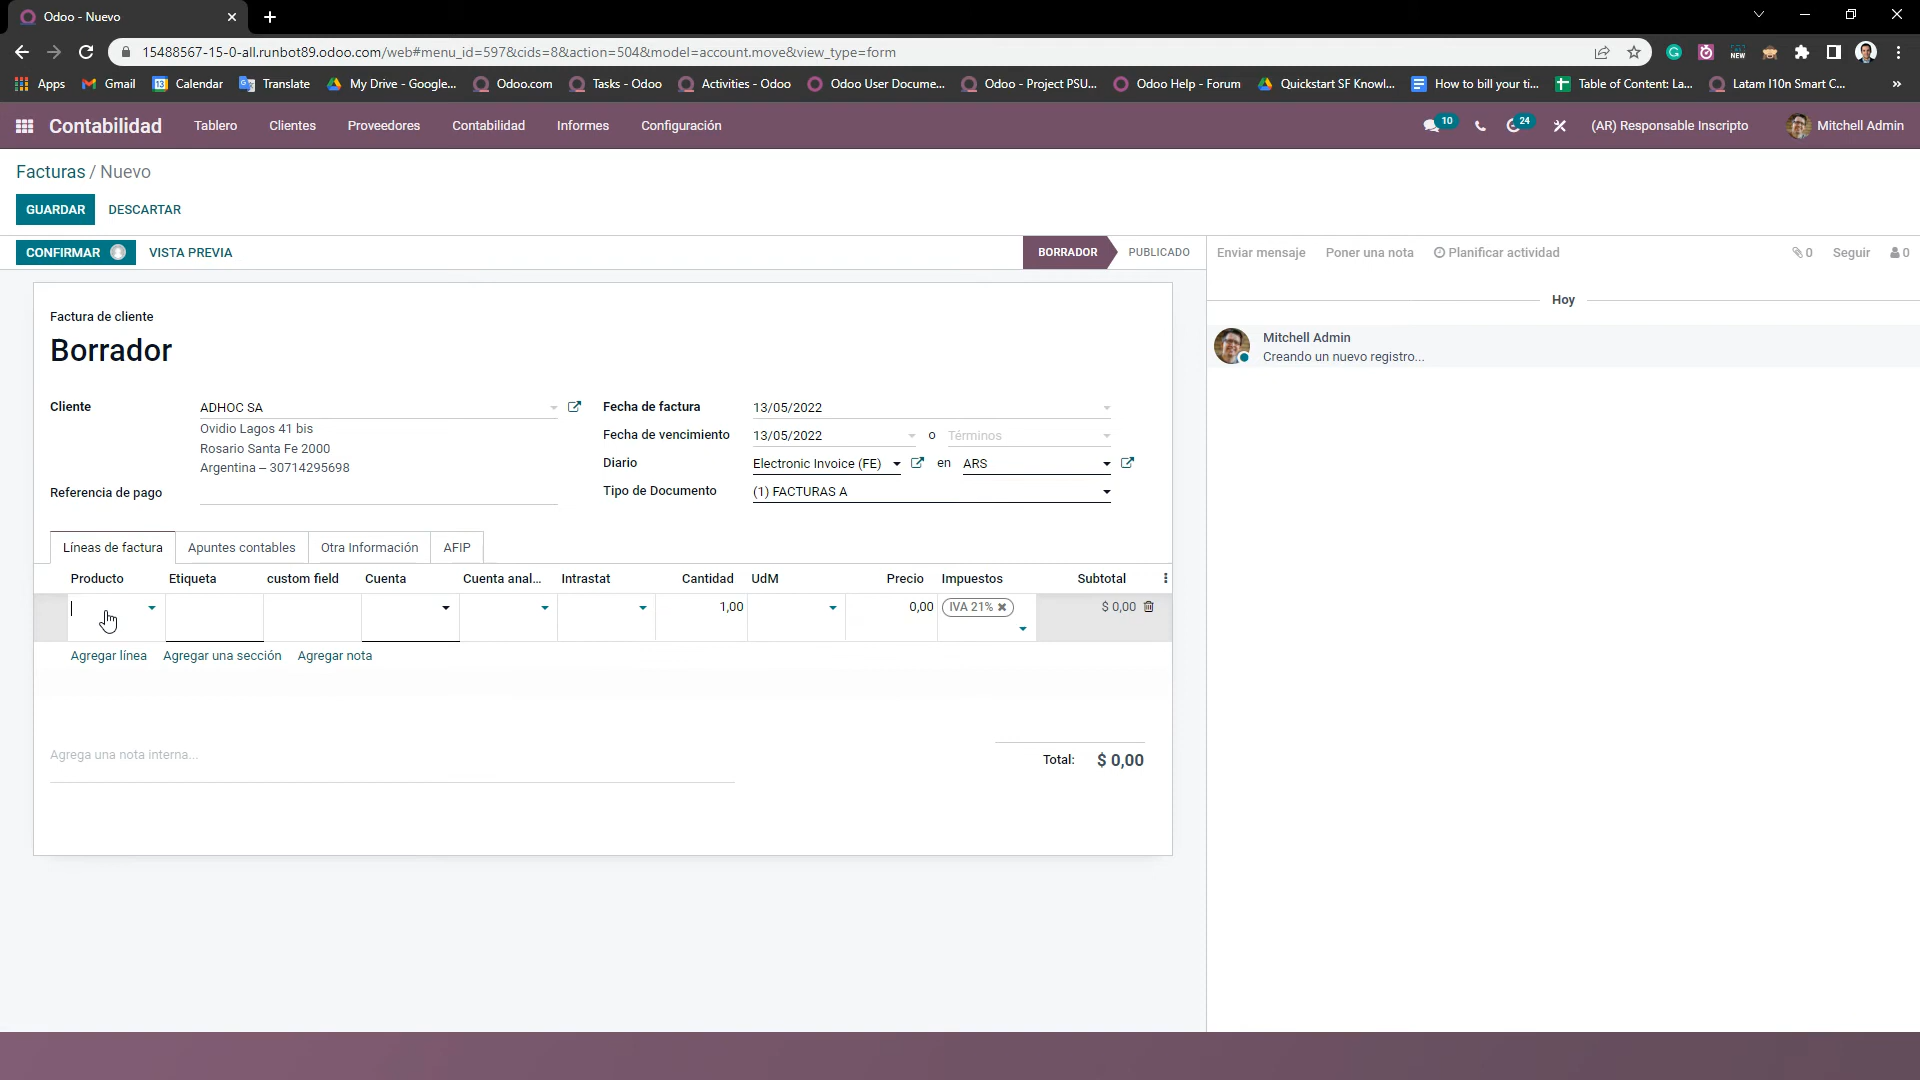 Odoo - Nuevo
15488567-15-0-all.runbot89.odoo.com/web#menu_id=597&cids=8&action=504&model=account.move&view_type=form
NEW
Apps Gmail Calendar Translate My Drive - Google... Odoo.com Tasks - Odoo Activities - Odoo Odoo User Docume... Odoo - Project PSU... Odoo Help - Forum Quickstart SF Knowl... How to bill your ti... Table of Content: La... Latam l10n Smart C... »
Contabilidad Tablero Clientes Proveedores Contabilidad Informes Configuración 10 24 (AR) Responsable Inscripto Mitchell Admin
Facturas / Nuevo
GUARDAR DESCARTAR
CONFIRMAR VISTA PREVIA BORRADOR PUBLICADO Enviar mensaje Poner una nota Planificar actividad 0 Seguir 0
Hoy
Mitchell Admin
Creando un nuevo registro...
Factura de cliente
Borrador
Cliente ADHOC SA
Ovidio Lagos 41 bis
Rosario Santa Fe 2000
Argentina – 30714295698
Referencia de pago
Fecha de factura 13/05/2022
Fecha de vencimiento 13/05/2022 o Términos
Diario Electronic Invoice (FE) en ARS
Tipo de Documento (1) FACTURAS A
Líneas de factura Apuntes contables Otra Información AFIP
Producto Etiqueta custom field Cuenta Cuenta anal... Intrastat Cantidad UdM Precio Impuestos Subtotal
1,00 0,00 IVA 21% $ 0,00
Agregar línea Agregar una sección Agregar nota
Agrega una nota interna...
Total: $ 0,00